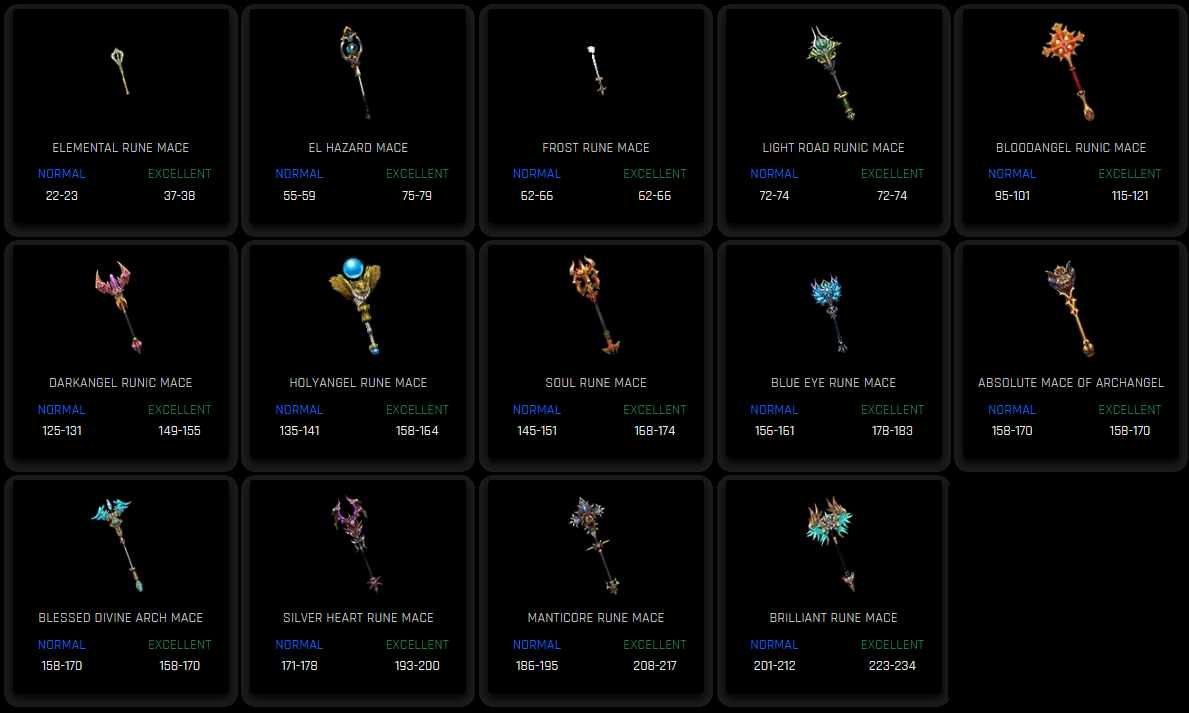 ELEMENTAL RUNE MACE
NORMAL EXCELLENT
22-23 37-38
EL HAZARD MACE
NORMAL EXCELLENT
55-59 75-79
FROST RUNE MACE
NORMAL EXCELLENT
62-66 62-66
LIGHT ROAD RUNIC MACE
NORMAL EXCELLENT
72-74 72-74
BLOODANGEL RUNIC MACE
NORMAL EXCELLENT
95-101 115-121
DARKANGEL RUNIC MACE
NORMAL EXCELLENT
125-131 149-155
HOLYANGEL RUNE MACE
NORMAL EXCELLENT
135-141 158-164
SOUL RUNE MACE
NORMAL EXCELLENT
145-151 168-174
BLUE EYE RUNE MACE
NORMAL EXCELLENT
156-161 178-183
ABSOLUTE MACE OF ARCHANGEL
NORMAL EXCELLENT
158-170 158-170
BLESSED DIVINE ARCH MACE
NORMAL EXCELLENT
158-170 158-170
SILVER HEART RUNE MACE
NORMAL EXCELLENT
171-178 193-200
MANTICORE RUNE MACE
NORMAL EXCELLENT
186-195 208-217
BRILLIANT RUNE MACE
NORMAL EXCELLENT
201-212 223-234